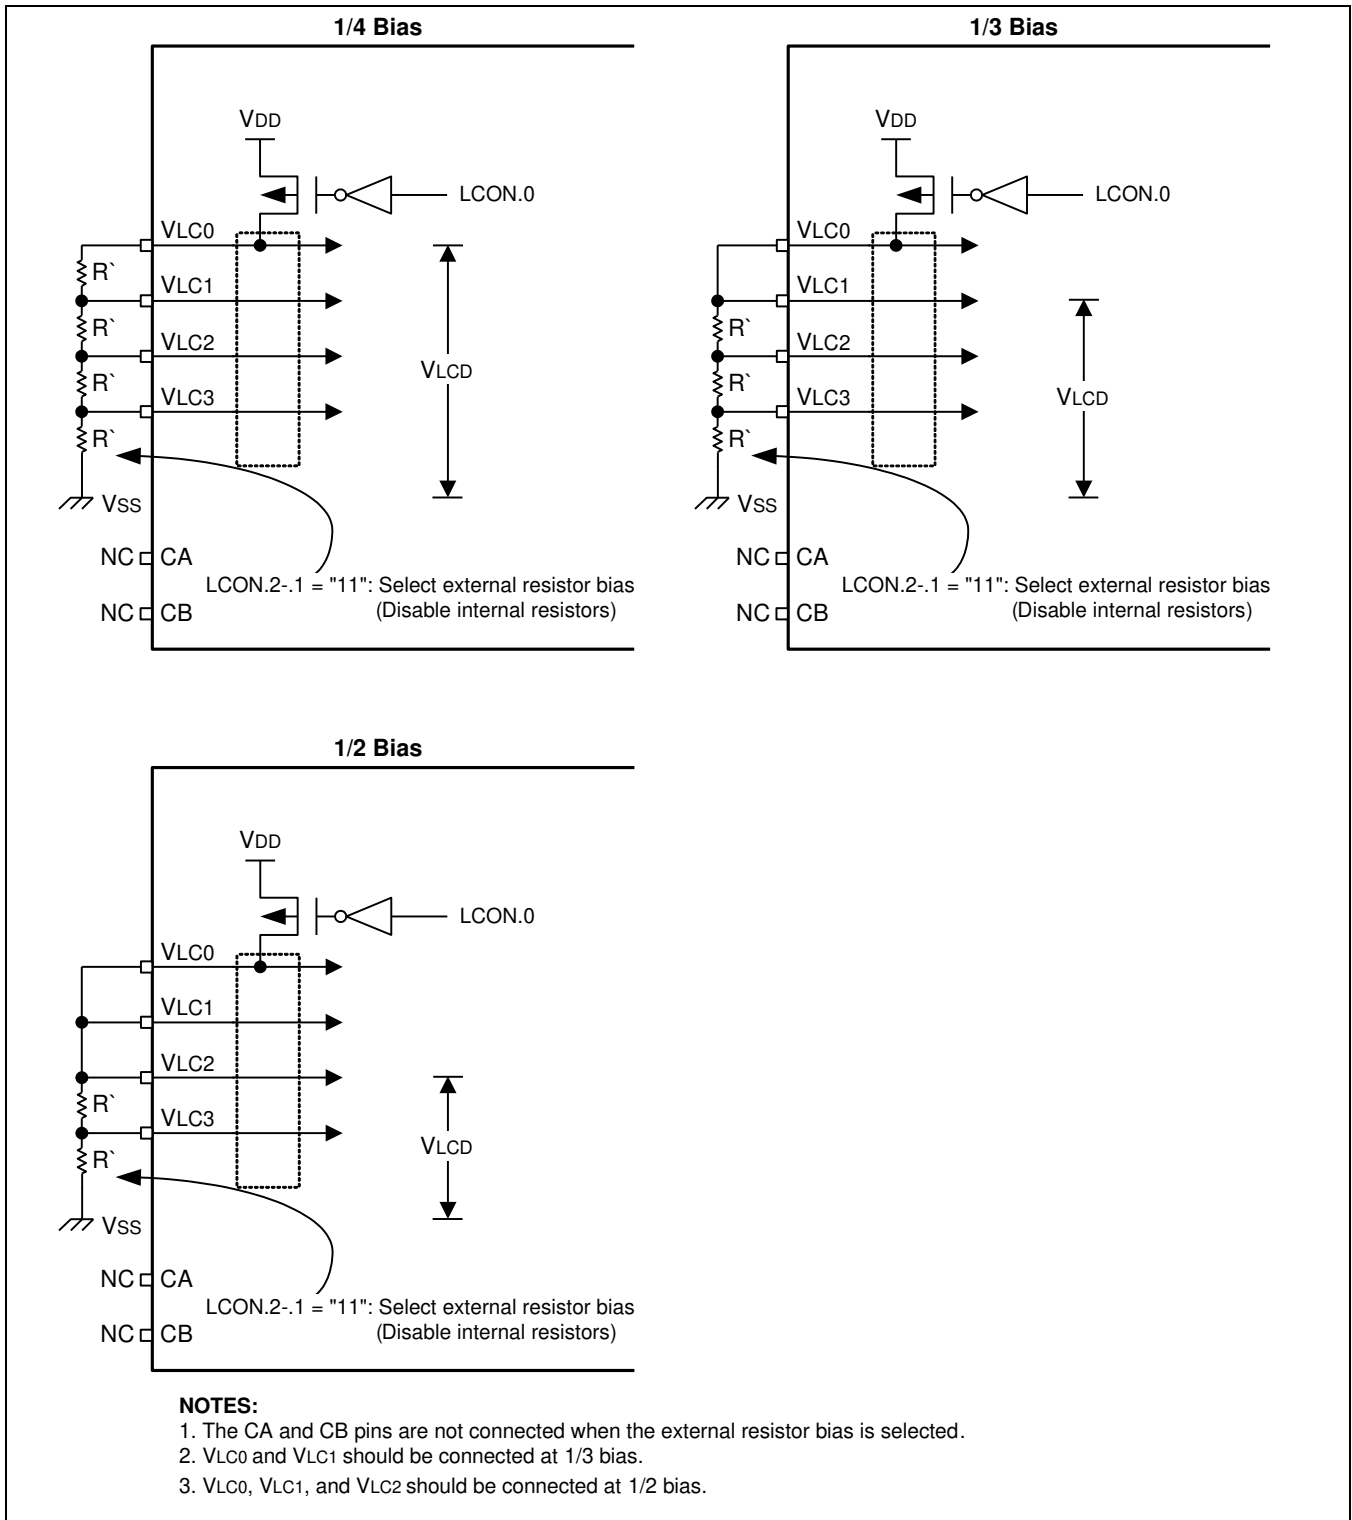 1/4 Bias
VDD
LCON.0
VLC0
R`
VLC1
R`
VLC2
R`
VLC3
R`
VLCD
VSS
NC CA
LCON.2-.1 = "11": Select external resistor bias
(Disable internal resistors)
NC CB
1/3 Bias
VDD
LCON.0
VLC0
VLC1
R`
VLC2
R`
VLC3
R`
VLCD
VSS
NC CA
LCON.2-.1 = "11": Select external resistor bias
(Disable internal resistors)
NC CB
1/2 Bias
VDD
LCON.0
VLC0
VLC1
VLC2
R`
VLC3
R`
VLCD
VSS
NC CA
LCON.2-.1 = "11": Select external resistor bias
(Disable internal resistors)
NC CB
NOTES:
1. The CA and CB pins are not connected when the external resistor bias is selected.
2. VLC0 and VLC1 should be connected at 1/3 bias.
3. VLC0, VLC1, and VLC2 should be connected at 1/2 bias.